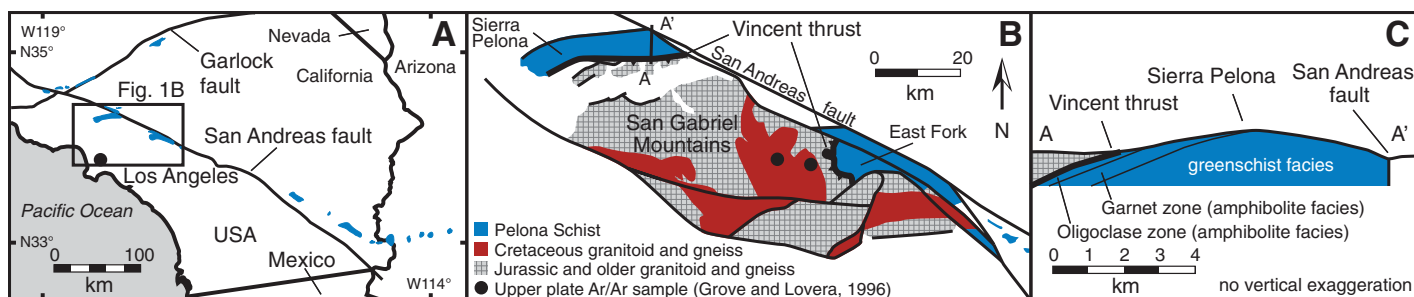 A
W119°
N35°
Nevada
California
Arizona
Garlock
fault
Fig. 1B
San Andreas fault
Los Angeles
Pacific Ocean
USA
N33°
0 100
km
Mexico
W114°
B
Sierra
Pelona
A'
A
Vincent thrust
San Andreas fault
0 20
km
N
San Gabriel
Mountains
East Fork
Pelona Schist
Cretaceous granitoid and gneiss
Jurassic and older granitoid and gneiss
Upper plate Ar/Ar sample (Grove and Lovera, 1996)
C
Sierra Pelona
San Andreas
fault
Vincent thrust
A
A'
greenschist facies
Garnet zone (amphibolite facies)
Oligoclase zone (amphibolite facies)
0 1 2 3 4
km
no vertical exaggeration